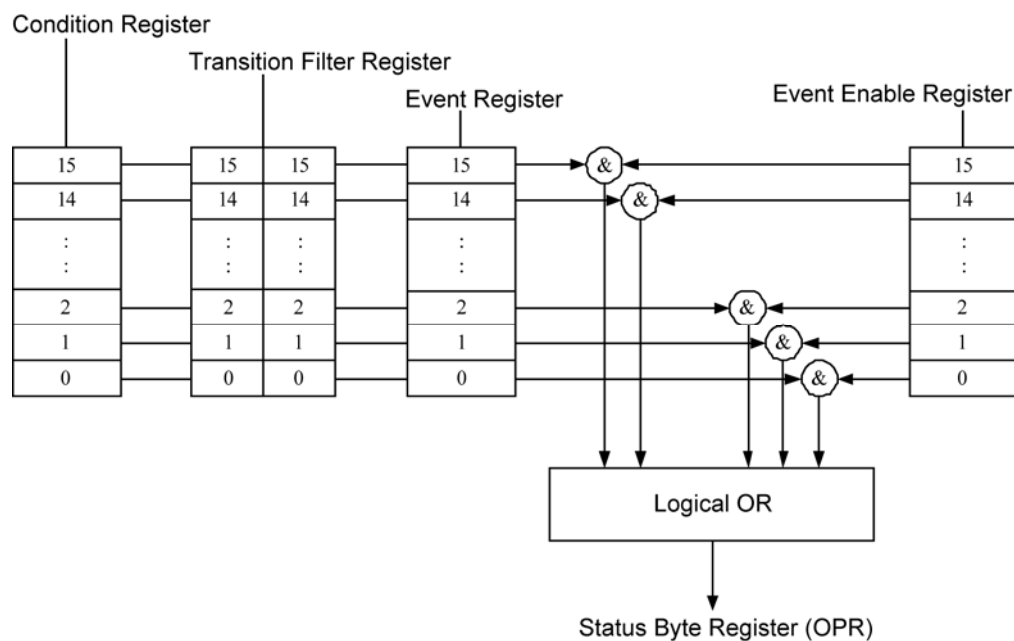 Condition Register
Transition Filter Register
Event Register
Event Enable Register
15 15 15 15 & 15
14 14 14 14 & 14
: : : : :
: : : : :
2 2 2 2 & 2
1 1 1 1 & 1
0 0 0 0 & 0
Logical OR
Status Byte Register (OPR)